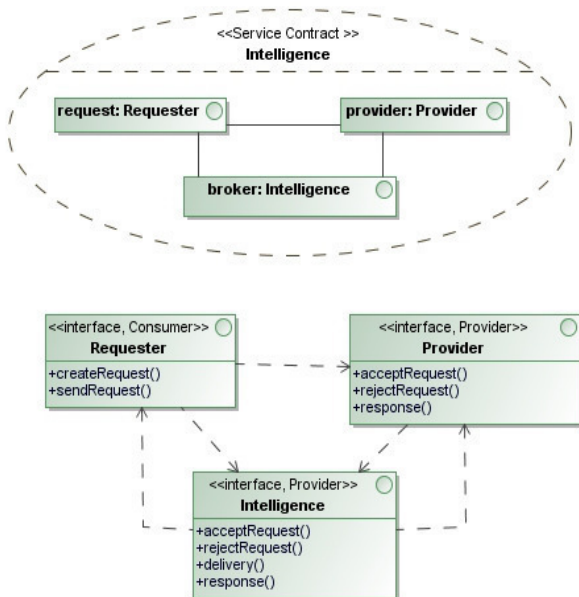 <<Service Contract >>
Intelligence
request: Requester
provider: Provider
broker: Intelligence
<<interface, Consumer>>
Requester
+createRequest()
+sendRequest()
<<interface, Provider>>
Provider
+acceptRequest()
+rejectRequest()
+response()
<<interface, Provider>>
Intelligence
+acceptRequest()
+rejectRequest()
+delivery()
+response()